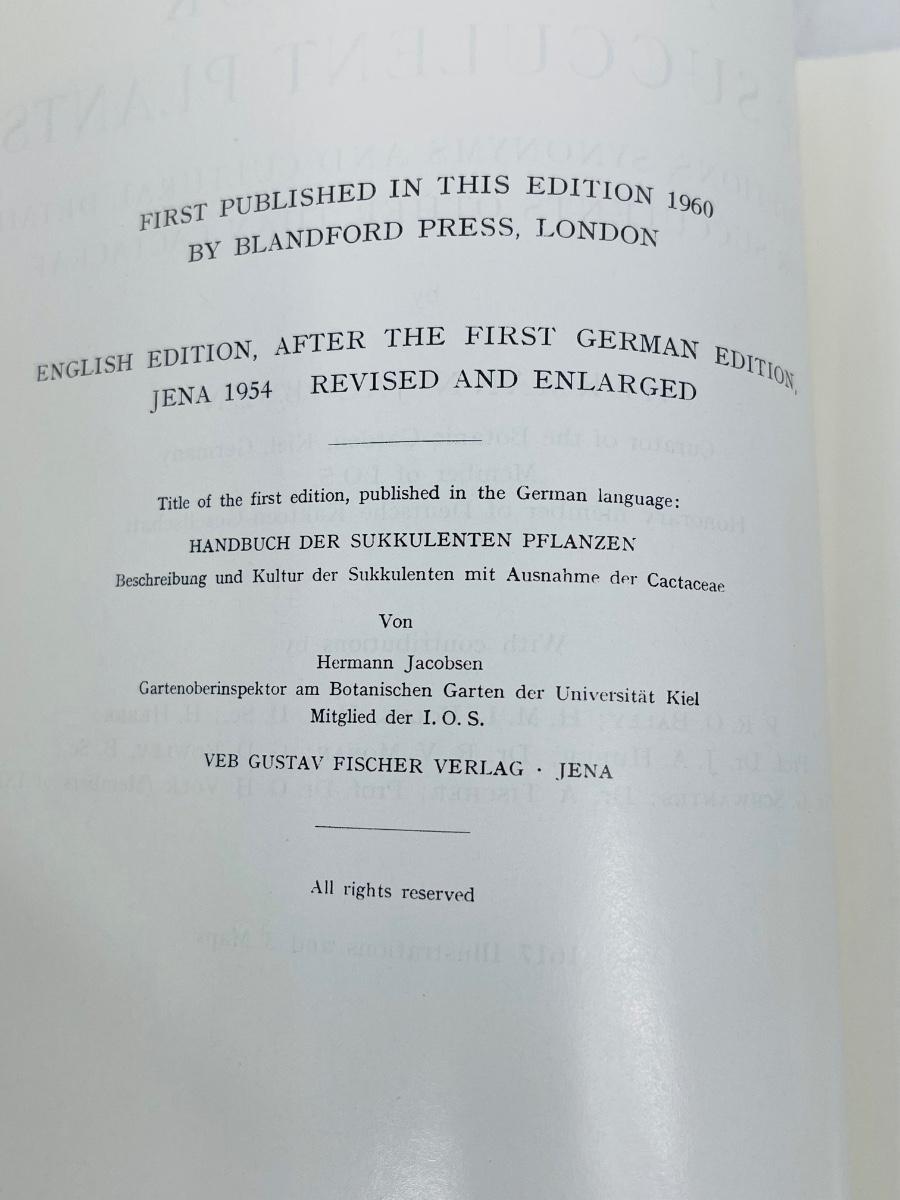 FIRST PUBLISHED IN THIS EDITION 1960
BY BLANDFORD PRESS, LONDON
ENGLISH EDITION, AFTER THE FIRST GERMAN EDITION,
JENA 1954 REVISED AND ENLARGED
Title of the first edition, published in the German language:
HANDBUCH DER SUKKULENTEN PFLANZEN
Beschreibung und Kultur der Sukkulenten mit Ausnahme der Cactaceae
Von
Hermann Jacobsen
Gartenoberinspektor am Botanischen Garten der Universität Kiel
Mitglied der I. O. S.
VEB GUSTAV FISCHER VERLAG · JENA
All rights reserved